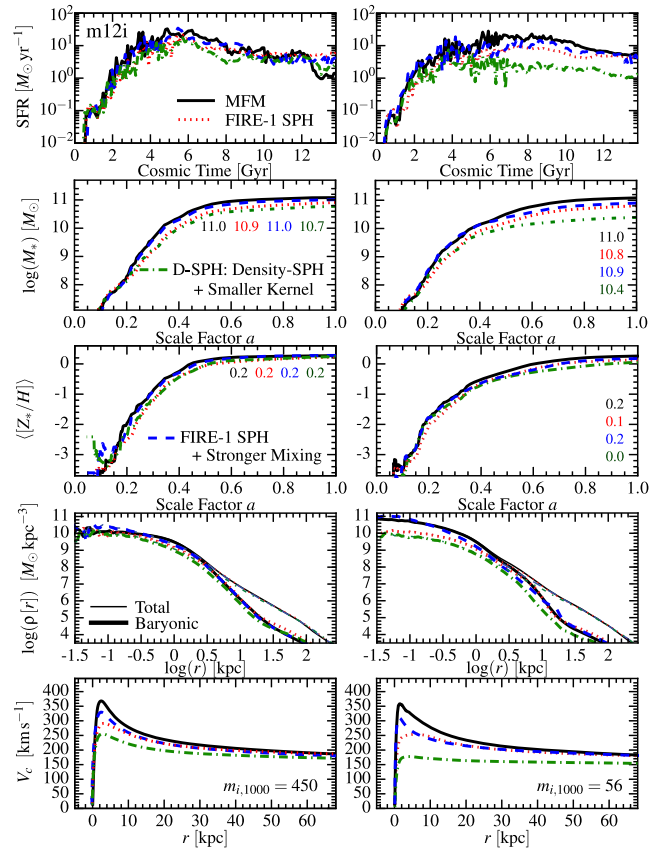 m12i
SFR [M⊙ yr⁻¹]
10²
10¹
10⁰
10⁻¹
10⁻²
MFM
FIRE-1 SPH
0 2 4 6 8 10 12
Cosmic Time [Gyr]
10²
10¹
10⁰
10⁻¹
10⁻²
0 2 4 6 8 10 12
Cosmic Time [Gyr]
log(M*) [M⊙]
11
10
9
8
11.0 10.9 11.0 10.7
D-SPH: Density-SPH
+ Smaller Kernel
0.0 0.2 0.4 0.6 0.8 1.0
Scale Factor a
11
10
9
8
11.0
10.8
10.9
10.4
0.0 0.2 0.4 0.6 0.8 1.0
Scale Factor a
⟨[Z*/H]⟩
0
-1
-2
-3
0.2 0.2 0.2 0.2
FIRE-1 SPH
+ Stronger Mixing
0.0 0.2 0.4 0.6 0.8 1.0
Scale Factor a
0
-1
-2
-3
0.2
0.1
0.2
0.0
0.0 0.2 0.4 0.6 0.8 1.0
Scale Factor a
log(ρ[r]) [M⊙ kpc⁻³]
11
10
9
8
7
6
5
4
Total
Baryonic
-1.5 -1 -0.5 0 0.5 1 1.5 2
log(r) [kpc]
11
10
9
8
7
6
5
4
-1.5 -1 -0.5 0 0.5 1 1.5 2
log(r) [kpc]
Vc [km s⁻¹]
400
350
300
250
200
150
100
50
0
mi,1000 = 450
0 10 20 30 40 50 60
r [kpc]
400
350
300
250
200
150
100
50
0
mi,1000 = 56
0 10 20 30 40 50 60
r [kpc]